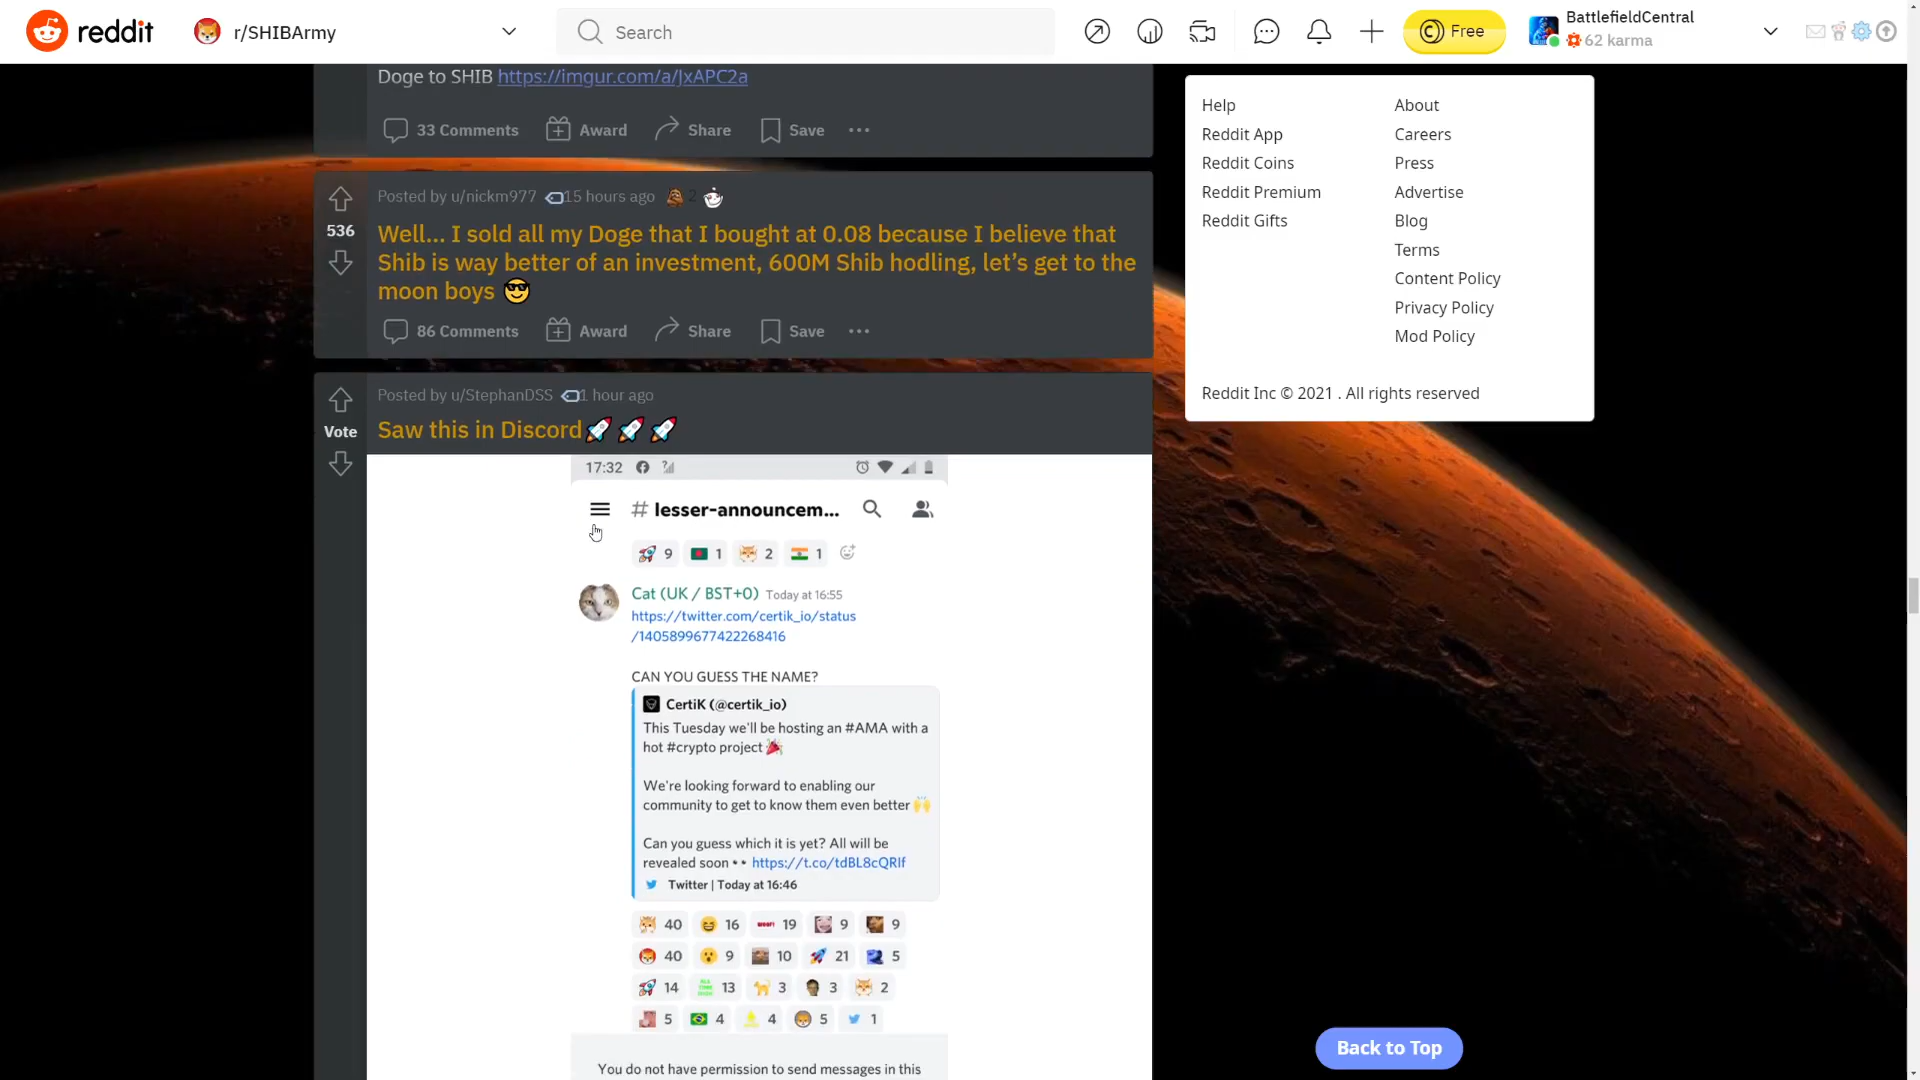 reddit
r/SHIBArmy
Search
Free
BattlefieldCentral
62 karma
Doge to SHIB https://imgur.com/a/JxAPC2a
33 Comments Award Share Save
Posted by u/nickm977 15 hours ago 2
536
Well... I sold all my Doge that I bought at 0.08 because I believe that
Shib is way better of an investment, 600M Shib hodling, let's get to the
moon boys
86 Comments Award Share Save
Posted by u/StephanDSS 1 hour ago
Vote
Saw this in Discord
17:32
# lesser-announcem...
9 1 2 1
Cat (UK / BST+0) Today at 16:55
https://twitter.com/certik_io/status
/1405899677422268416
CAN YOU GUESS THE NAME?
CertiK (@certik_io)
This Tuesday we'll be hosting an #AMA with a
hot #crypto project
We're looking forward to enabling our
community to get to know them even better
Can you guess which it is yet? All will be
revealed soon •• https://t.co/tdBL8cQRlf
Twitter | Today at 16:46
40 16 19 9 9
40 9 10 21 5
14 13 3 3 2
5 4 4 5 1
You do not have permission to send messages in this
Help
Reddit App
Reddit Coins
Reddit Premium
Reddit Gifts
About
Careers
Press
Advertise
Blog
Terms
Content Policy
Privacy Policy
Mod Policy
Reddit Inc © 2021 . All rights reserved
Back to Top